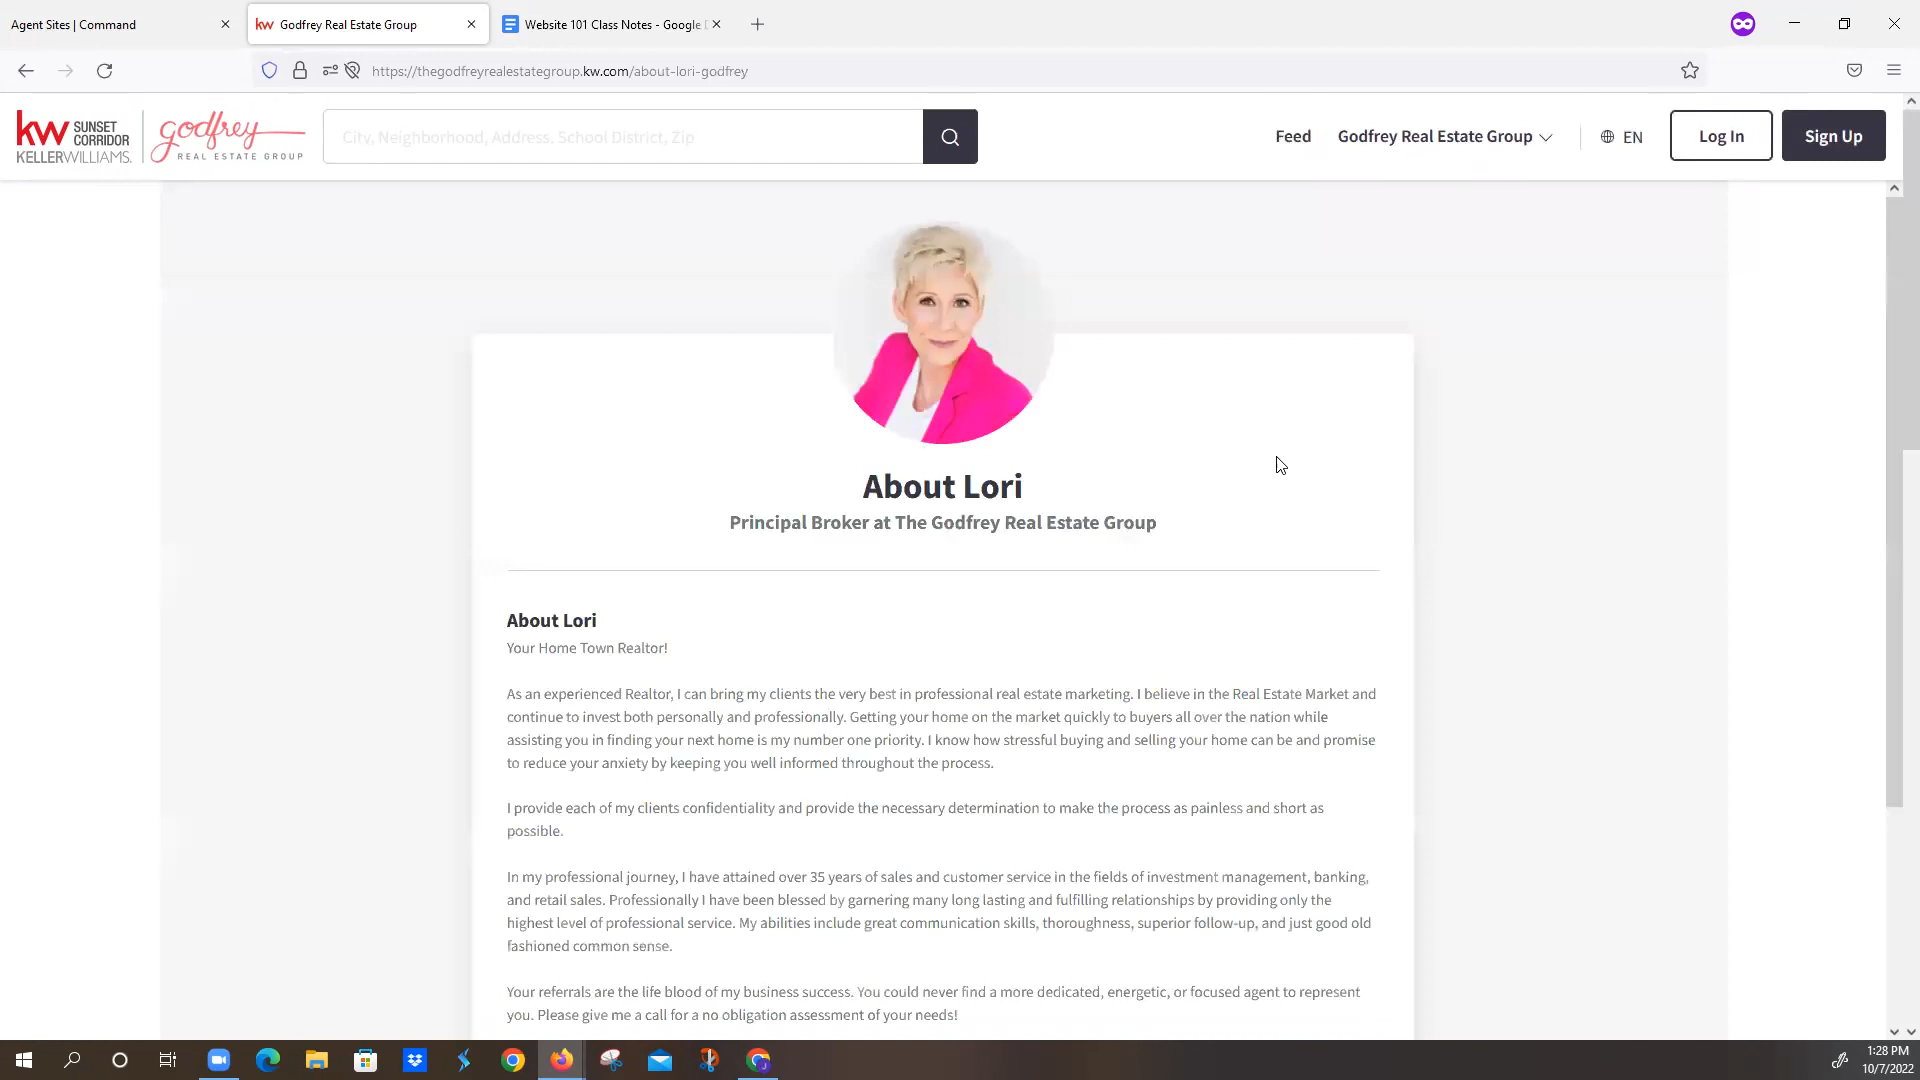 Agent Sites | Command
kw Godfrey Real Estate Group
Website 101 Class Notes - Google
https://thegodfreyrealestategroup.kw.com/about-lori-godfrey
kw SUNSET CORRIDOR
KELLERWILLIAMS.
godfrey
REAL ESTATE GROUP
City, Neighborhood, Address, School District, Zip
Feed
Godfrey Real Estate Group
EN
Log In
Sign Up
About Lori
Principal Broker at The Godfrey Real Estate Group
About Lori
Your Home Town Realtor!
As an experienced Realtor, I can bring my clients the very best in professional real estate marketing. I believe in the Real Estate Market and
continue to invest both personally and professionally. Getting your home on the market quickly to buyers all over the nation while
assisting you in finding your next home is my number one priority. I know how stressful buying and selling your home can be and promise
to reduce your anxiety by keeping you well informed throughout the process.
I provide each of my clients confidentiality and provide the necessary determination to make the process as painless and short as
possible.
In my professional journey, I have attained over 35 years of sales and customer service in the fields of investment management, banking,
and retail sales. Professionally I have been blessed by garnering many long lasting and fulfilling relationships by providing only the
highest level of professional service. My abilities include great communication skills, thoroughness, superior follow-up, and just good old
fashioned common sense.
Your referrals are the life blood of my business success. You could never find a more dedicated, energetic, or focused agent to represent
you. Please give me a call for a no obligation assessment of your needs!
1:28 PM
10/7/2022